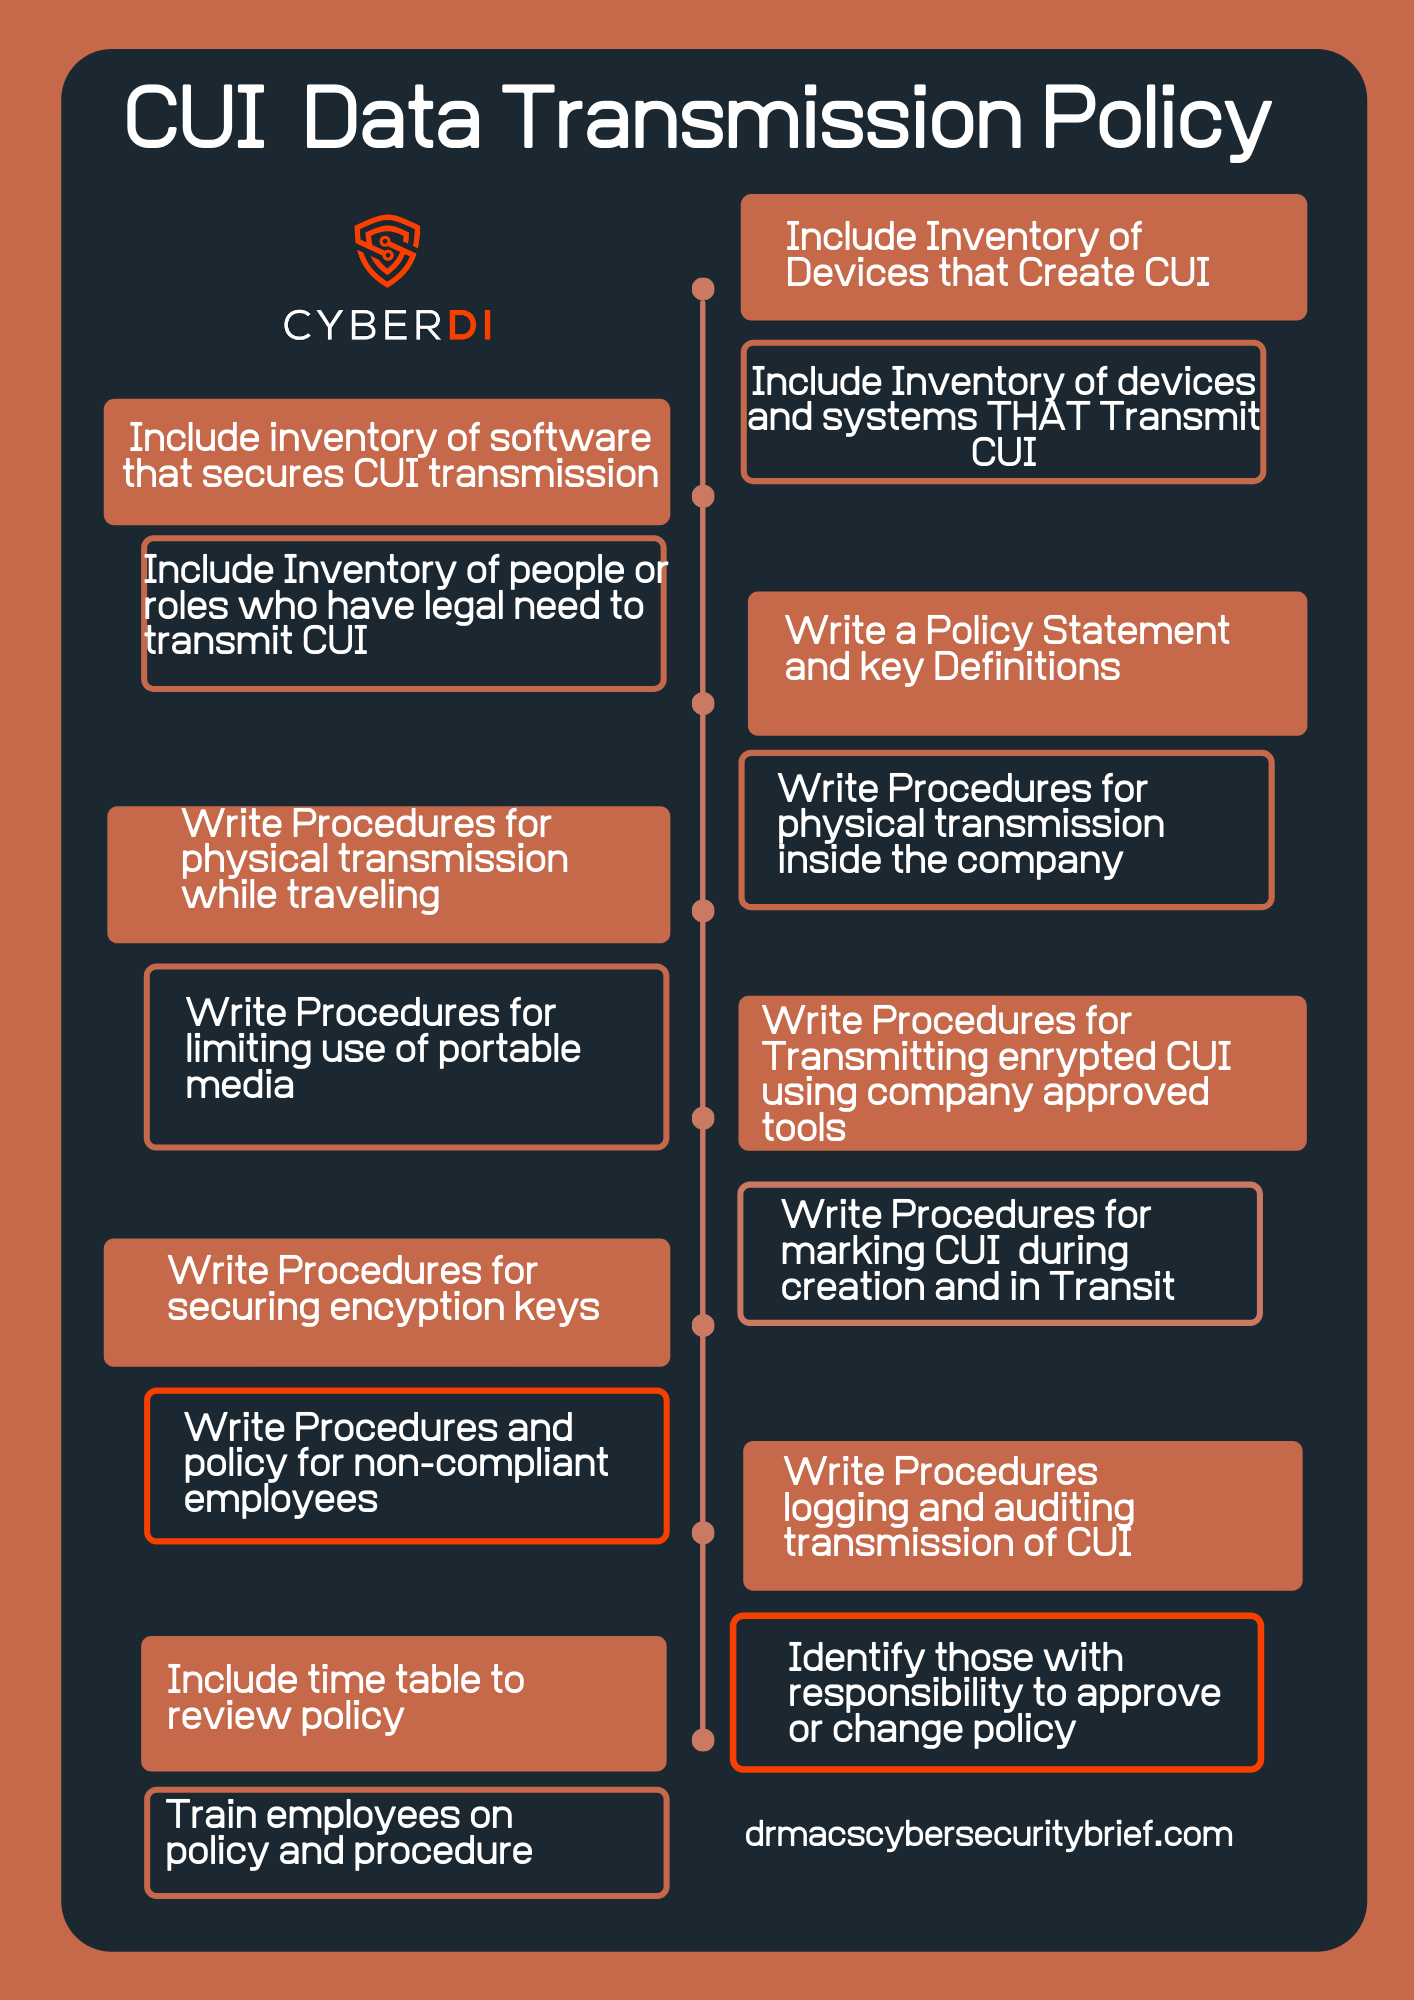 CUI Data Transmission Policy
CYBERDI
Include Inventory of
Devices that Create CUI
Include Inventory of devices
and systems THAT Transmit
CUI
Include inventory of software
that secures CUI transmission
Include Inventory of people or
roles who have legal need to
transmit CUI
Write a Policy Statement
and key Definitions
Write Procedures for
physical transmission
inside the company
Write Procedures for
physical transmission
while traveling
Write Procedures for
limiting use of portable
media
Write Procedures for
Transmitting enrypted CUI
using company approved
tools
Write Procedures for
marking CUI during
creation and in Transit
Write Procedures for
securing encyption keys
Write Procedures and
policy for non-compliant
employees
Write Procedures
logging and auditing
transmission of CUI
Identify those with
responsibility to approve
or change policy
Include time table to
review policy
Train employees on
policy and procedure
drmacscybersecuritybrief.com